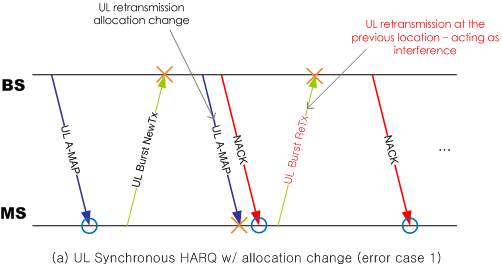 UL retransmission
allocation change
UL retransmission at the
previous location – acting as
interference
BS
UL A-MAP
UL Burst NewTx
UL A-MAP
NACK
UL Burst ReTx
NACK
...
MS
(a) UL Synchronous HARQ w/ allocation change (error case 1)